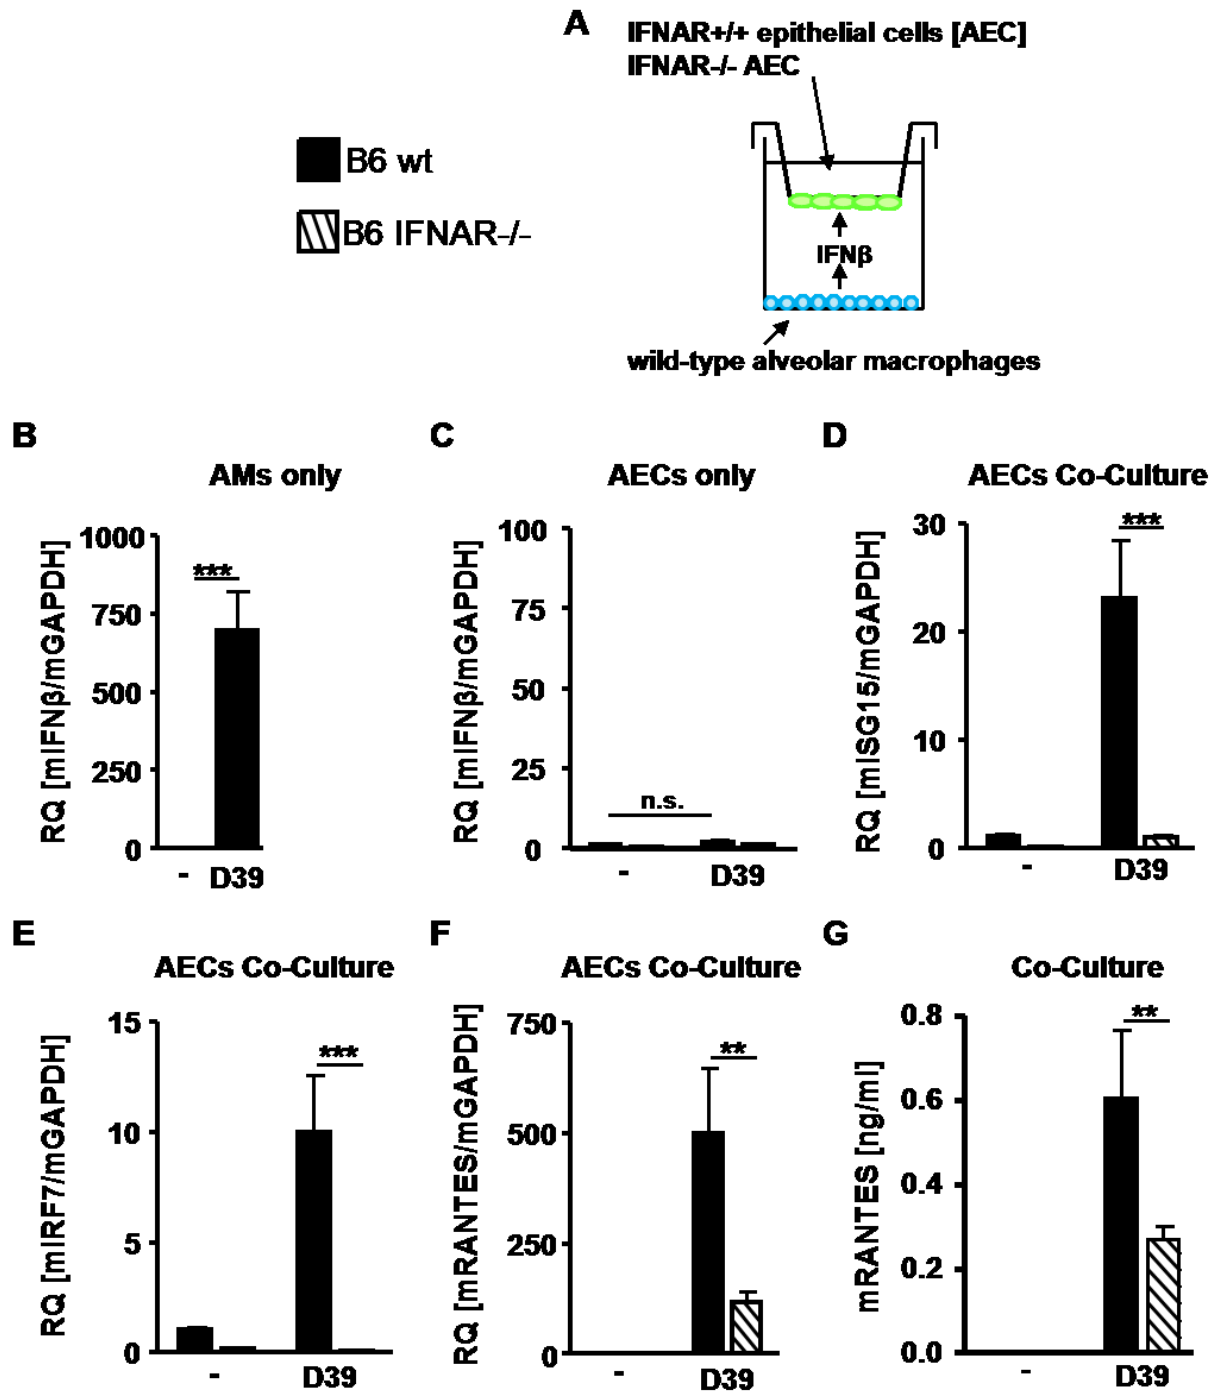 A
IFNAR+/+ epithelial cells [AEC]
IFNAR-/- AEC
B6 wt
B6 IFNAR-/-
IFNβ
wild-type alveolar macrophages
B
AMs only
RQ [mIFNβ/mGAPDH]
1000
750
500
250
0
***
-
D39
C
AECs only
RQ [mIFNβ/mGAPDH]
100
75
50
25
0
n.s.
-
D39
D
AECs Co-Culture
RQ [mISG15/mGAPDH]
30
20
10
0
***
-
D39
E
AECs Co-Culture
RQ [mIRF7/mGAPDH]
15
10
5
0
***
-
D39
F
AECs Co-Culture
RQ [mRANTES/mGAPDH]
750
500
250
0
**
-
D39
G
Co-Culture
mRANTES [ng/ml]
0.8
0.6
0.4
0.2
0.0
**
-
D39